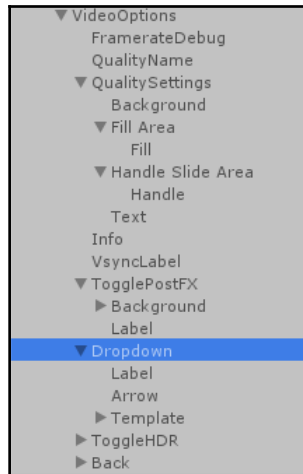 VideoOptions
FramerateDebug
QualityName
QualitySettings
Background
Fill Area
Fill
Handle Slide Area
Handle
Text
Info
VsyncLabel
TogglePostFX
Background
Label
Dropdown
Label
Arrow
Template
ToggleHDR
Back